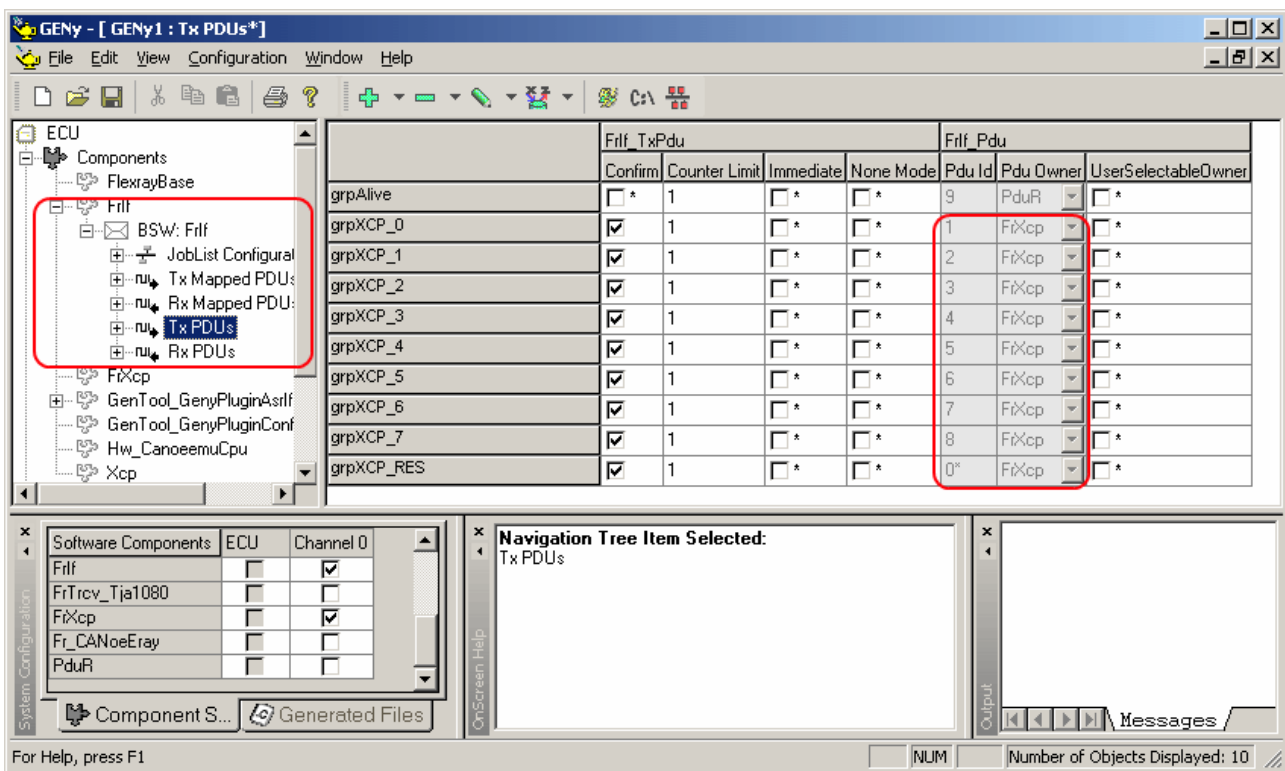 GENy - [ GENy1 : Tx PDUs*]
File Edit View Configuration Window Help
C:\
ECU
Components
FlexrayBase
FrIf
BSW: FrIf
JobList Configurat
Tx Mapped PDUs
Rx Mapped PDU
Tx PDUs
Rx PDUs
FrXcp
GenTool_GenyPluginAsrIf
GenTool_GenyPluginConf
Hw_CanoeemuCpu
Xcp
FrIf_TxPdu FrIf_Pdu
Confirm Counter Limit Immediate None Mode Pdu Id Pdu Owner UserSelectableOwner
grpAlive * 1 * * 9 PduR *
grpXCP_0 1 * * 1 FrXcp *
grpXCP_1 1 * * 2 FrXcp *
grpXCP_2 1 * * 3 FrXcp *
grpXCP_3 1 * * 4 FrXcp *
grpXCP_4 1 * * 5 FrXcp *
grpXCP_5 1 * * 6 FrXcp *
grpXCP_6 1 * * 7 FrXcp *
grpXCP_7 1 * * 8 FrXcp *
grpXCP_RES 1 * * 0* FrXcp *
System Configuration
Software Components ECU Channel 0
FrIf
FrTrcv_Tja1080
FrXcp
Fr_CANoeEray
PduR
Component S... Generated Files
OnScreen Help
Navigation Tree Item Selected:
Tx PDUs
Output
Messages
For Help, press F1 NUM Number of Objects Displayed: 10